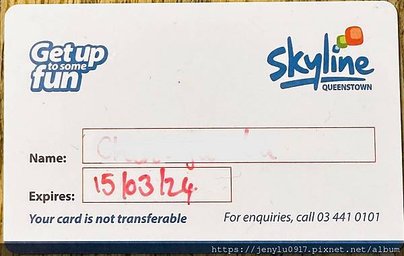 Get up
to some
fun
skyline
QUEENSTOWN
Name:
Expires: 15/03/24
Your card is not transferable For enquiries, call 03 441 0101
https://jenylu0917.pixnet.net/album